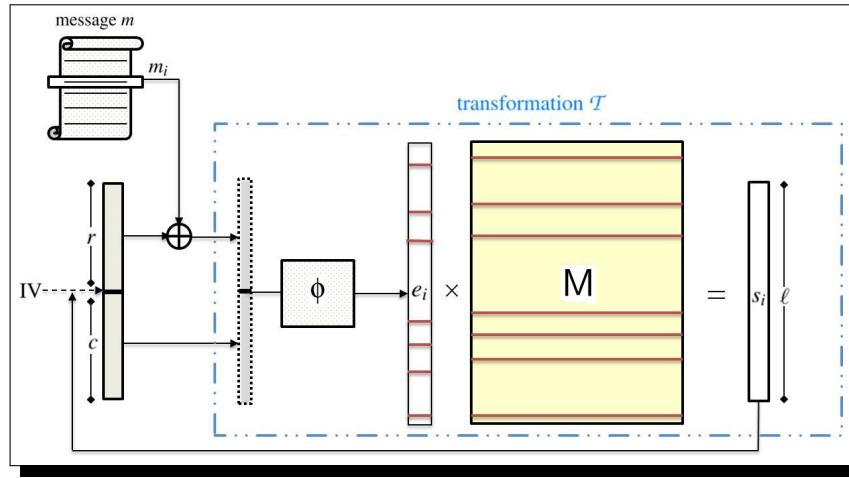 message m
m_i
transformation 𝒯
r
IV
c
ϕ
e_i
×
M
=
s_i
ℓ